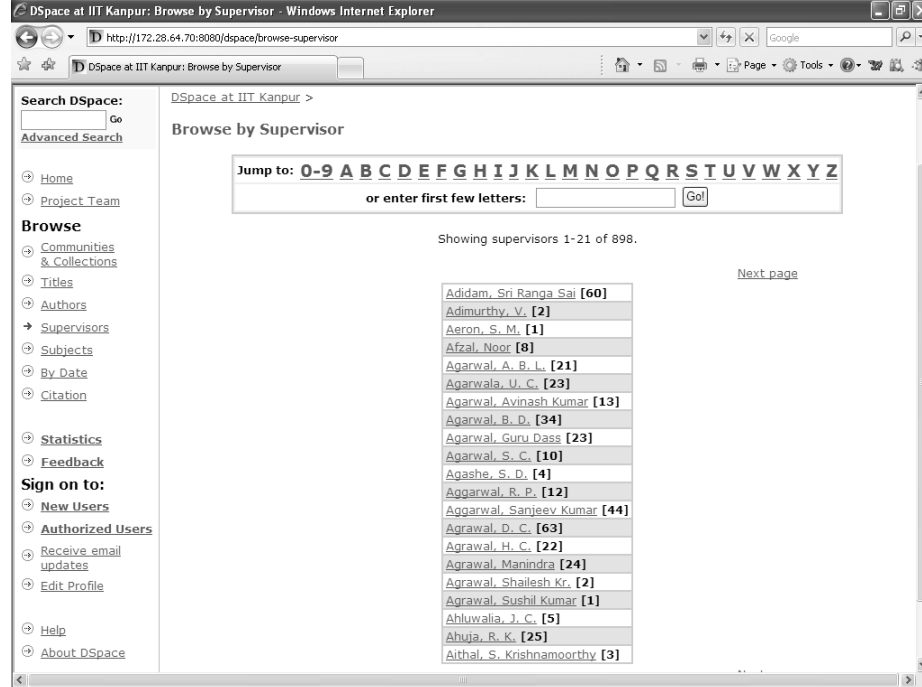 DSpace at IIT Kanpur: Browse by Supervisor - Windows Internet Explorer
http://172.28.64.70:8080/dspace/browse-supervisor
Google
DSpace at IIT Kanpur: Browse by Supervisor
Page
Tools
Search DSpace:
Go
Advanced Search
Home
Project Team
Browse
Communities
& Collections
Titles
Authors
Supervisors
Subjects
By Date
Citation
Statistics
Feedback
Sign on to:
New Users
Authorized Users
Receive email
updates
Edit Profile
Help
About DSpace
DSpace at IIT Kanpur >
Browse by Supervisor
Jump to: 0-9 A B C D E F G H I J K L M N O P Q R S T U V W X Y Z
or enter first few letters: Go!
Showing supervisors 1-21 of 898.
Next page
Adidam, Sri Ranga Sai [60]
Adimurthy, V. [2]
Aeron, S. M. [1]
Afzal, Noor [8]
Agarwal, A. B. L. [21]
Agarwala, U. C. [23]
Agarwal, Avinash Kumar [13]
Agarwal, B. D. [34]
Agarwal, Guru Dass [23]
Agarwal, S. C. [10]
Agashe, S. D. [4]
Aggarwal, R. P. [12]
Aggarwal, Sanjeev Kumar [44]
Agrawal, D. C. [63]
Agrawal, H. C. [22]
Agrawal, Manindra [24]
Agrawal, Shailesh Kr. [2]
Agrawal, Sushil Kumar [1]
Ahluwalia, J. C. [5]
Ahuja, R. K. [25]
Aithal, S. Krishnamoorthy [3]